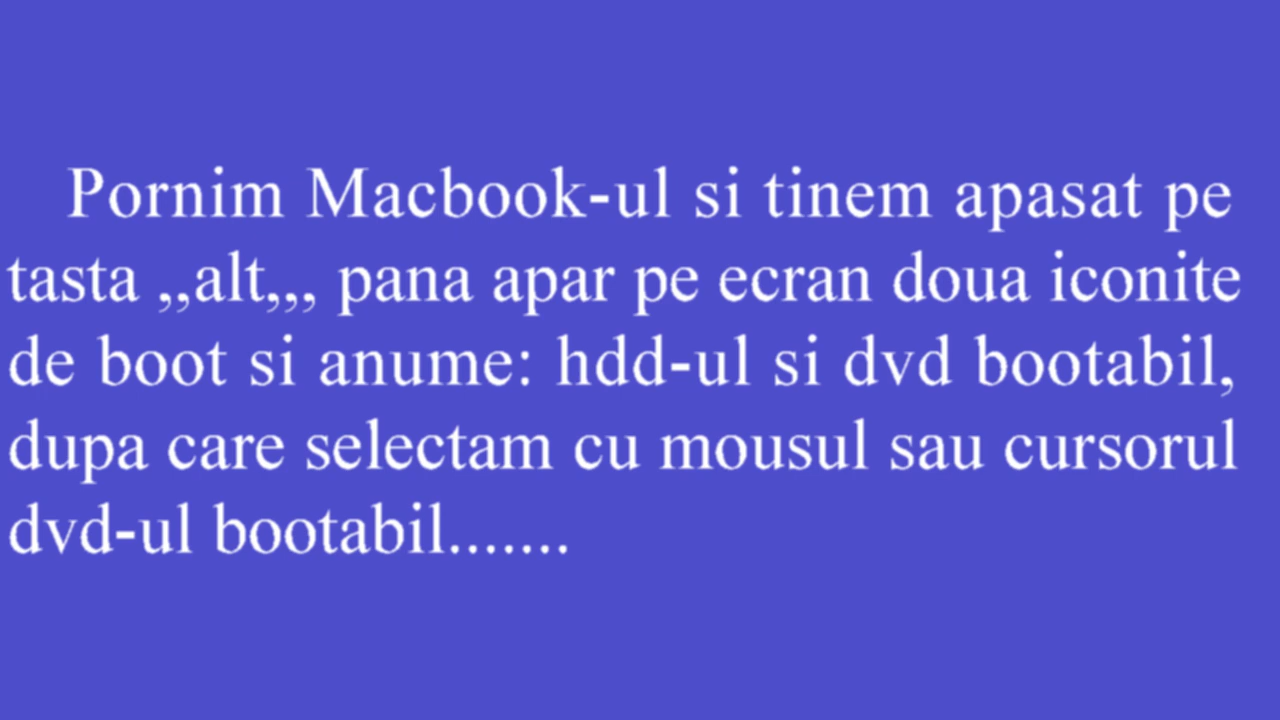 Pornim Macbook-ul si tinem apasat pe
tasta ,,alt,,, pana apar pe ecran doua iconite
de boot si anume: hdd-ul si dvd bootabil,
dupa care selectam cu mousul sau cursorul
dvd-ul bootabil.......